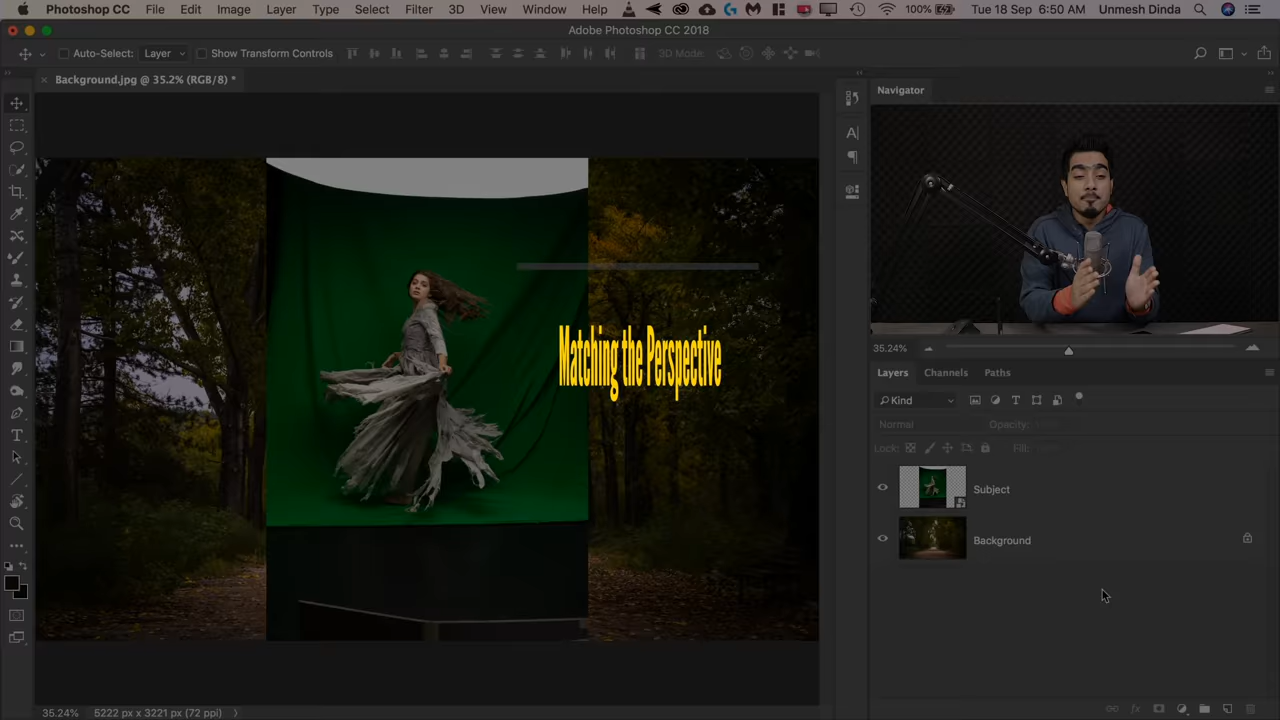 Photoshop CC File Edit Image Layer Type Select Filter 3D View Window Help 100% Tue 18 Sep 6:50 AM Unmesh Dinda
Adobe Photoshop CC 2018
Auto-Select: Layer Show Transform Controls 3D Mode:
Background.jpg @ 35.2% (RGB/8) *
Navigator
Matching the Perspective
35.24%
Layers Channels Paths
Kind
Normal Opacity:
Lock: Fill:
Subject
Background
35.24% 5222 px x 3221 px (72 ppi)